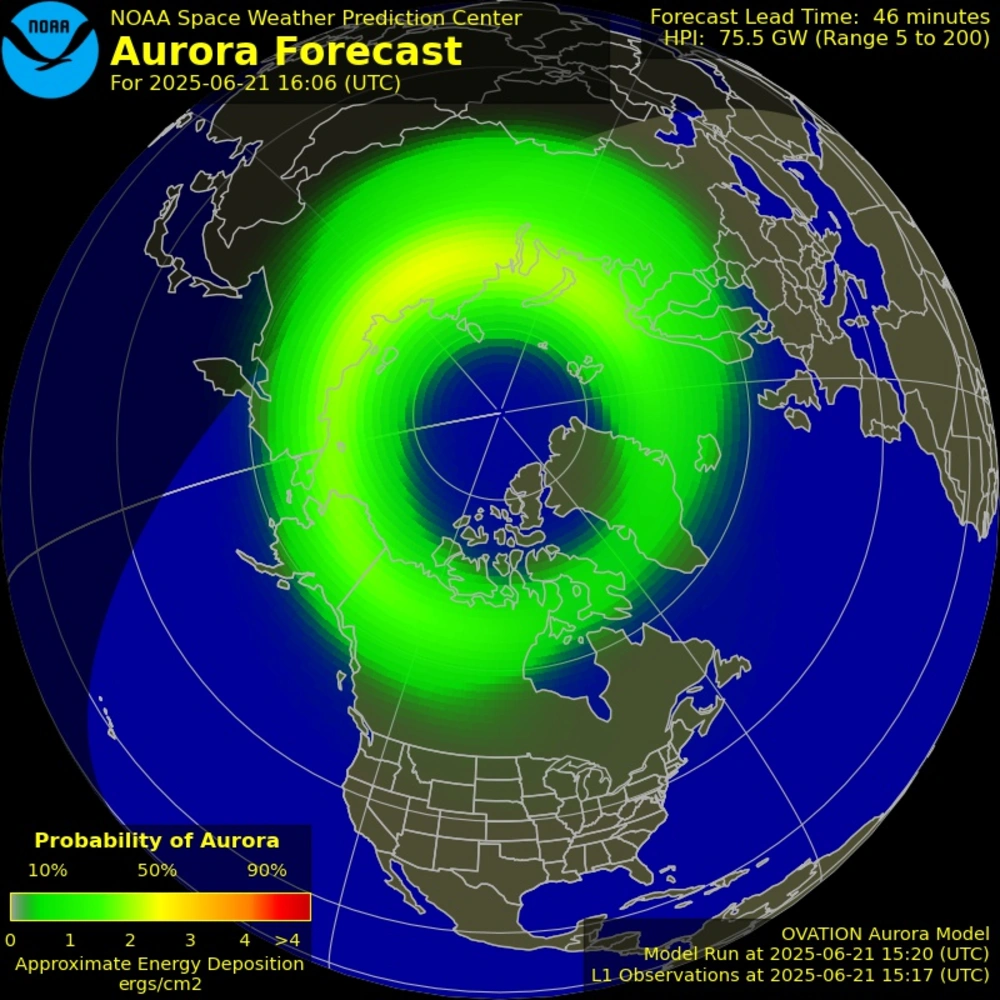 NOAA
NOAA Space Weather Prediction Center
Aurora Forecast
For 2025-06-21 16:06 (UTC)
Forecast Lead Time: 46 minutes
HPI: 75.5 GW (Range 5 to 200)
Probability of Aurora
10% 50% 90%
0 1 2 3 4 >4
Approximate Energy Deposition
ergs/cm2
OVATION Aurora Model
Model Run at 2025-06-21 15:20 (UTC)
L1 Observations at 2025-06-21 15:17 (UTC)